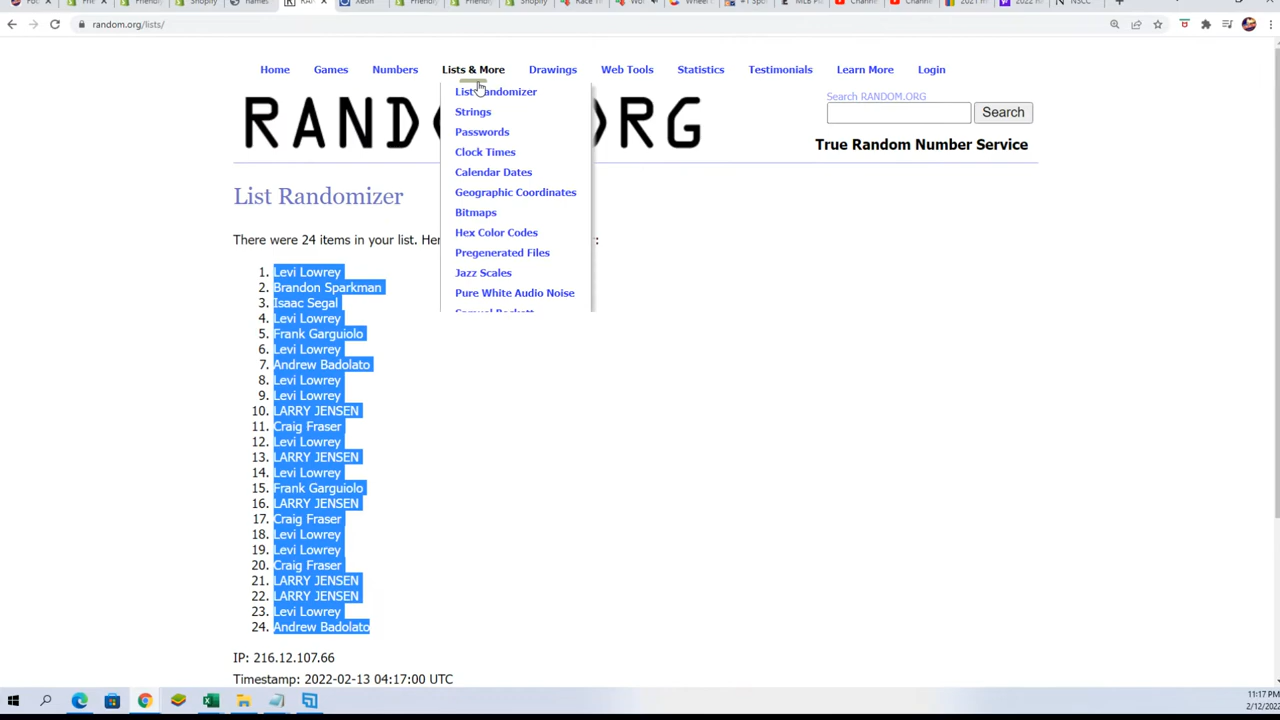 Shopify
names
Xeon
Shopify
NSCC
random.org/lists/
Home Games Numbers Lists & More Drawings Web Tools Statistics Testimonials Learn More Login
List Randomizer
Strings
Passwords
Clock Times
Calendar Dates
Geographic Coordinates
Bitmaps
Hex Color Codes
Pregenerated Files
Jazz Scales
Pure White Audio Noise
Samuel Beckett
Search RANDOM.ORG
Search
True Random Number Service
List Randomizer
There were 24 items in your list. Her :
1. Levi Lowrey
2. Brandon Sparkman
3. Isaac Segal
4. Levi Lowrey
5. Frank Garguiolo
6. Levi Lowrey
7. Andrew Badolato
8. Levi Lowrey
9. Levi Lowrey
10. LARRY JENSEN
11. Craig Fraser
12. Levi Lowrey
13. LARRY JENSEN
14. Levi Lowrey
15. Frank Garguiolo
16. LARRY JENSEN
17. Craig Fraser
18. Levi Lowrey
19. Levi Lowrey
20. Craig Fraser
21. LARRY JENSEN
22. LARRY JENSEN
23. Levi Lowrey
24. Andrew Badolato
IP: 216.12.107.66
Timestamp: 2022-02-13 04:17:00 UTC
11:17 PM
2/12/2022